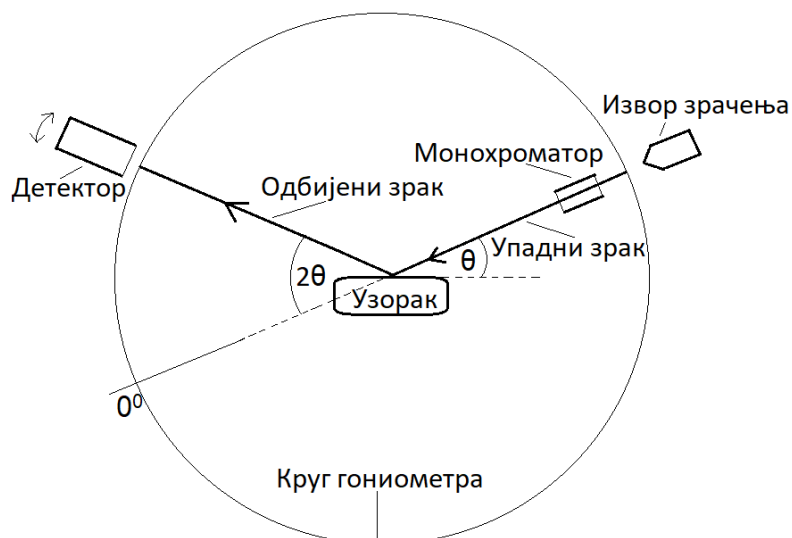 Извор зрачења
Монохроматор
Детектор
Одбијени зрак
Упадни зрак
θ
2θ
Узорак
0⁰
Круг гониометра